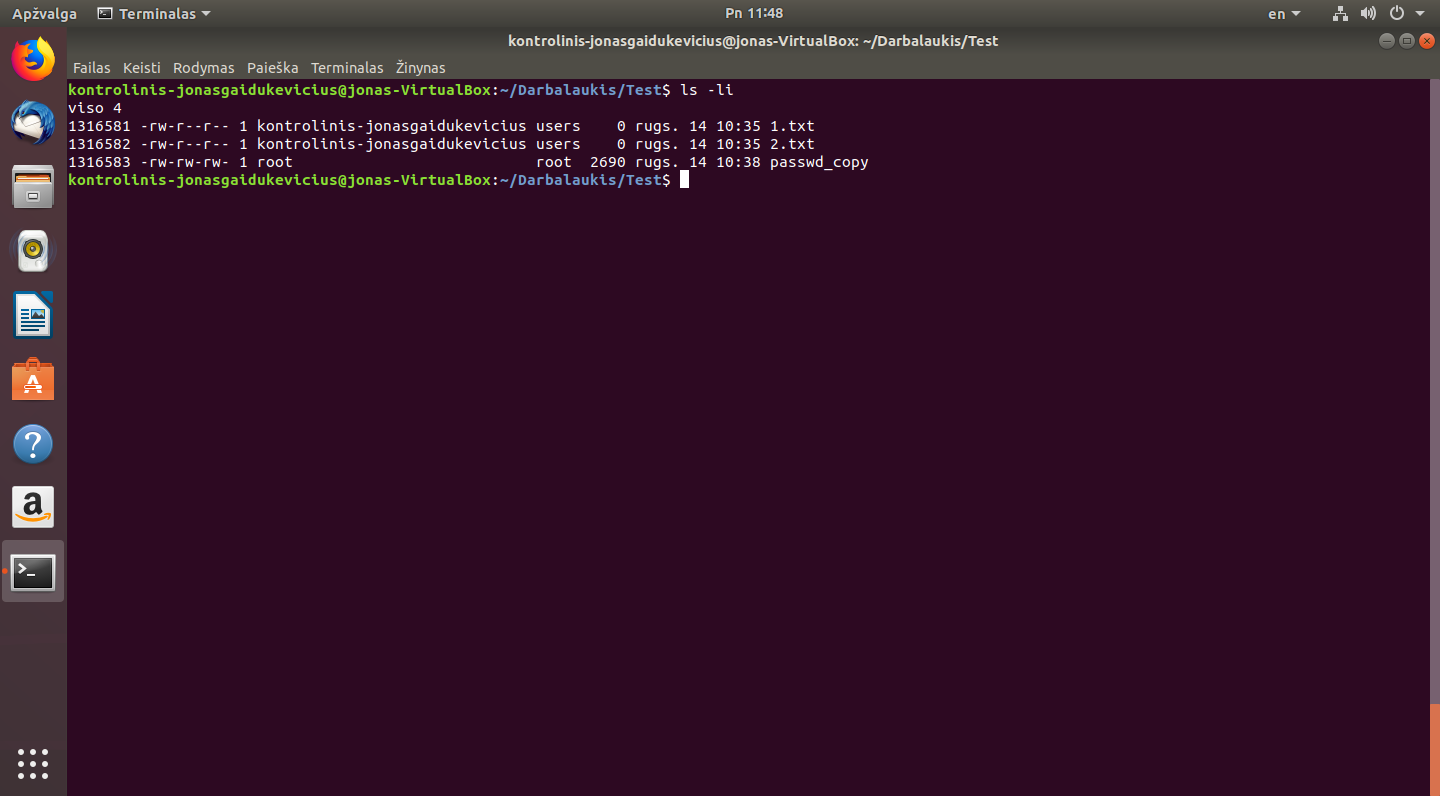 Apžvalga Terminalas Pn 11:48 en
kontrolinis-jonasgaidukevicius@jonas-VirtualBox: ~/Darbalaukis/Test
Failas Keisti Rodymas Paieška Terminalas Žinynas
kontrolinis-jonasgaidukevicius@jonas-VirtualBox:~/Darbalaukis/Test$ ls -li
viso 4
1316581 -rw-r--r-- 1 kontrolinis-jonasgaidukevicius users    0 rugs. 14 10:35 1.txt
1316582 -rw-r--r-- 1 kontrolinis-jonasgaidukevicius users    0 rugs. 14 10:35 2.txt
1316583 -rw-rw-rw- 1 root                           root  2690 rugs. 14 10:38 passwd_copy
kontrolinis-jonasgaidukevicius@jonas-VirtualBox:~/Darbalaukis/Test$